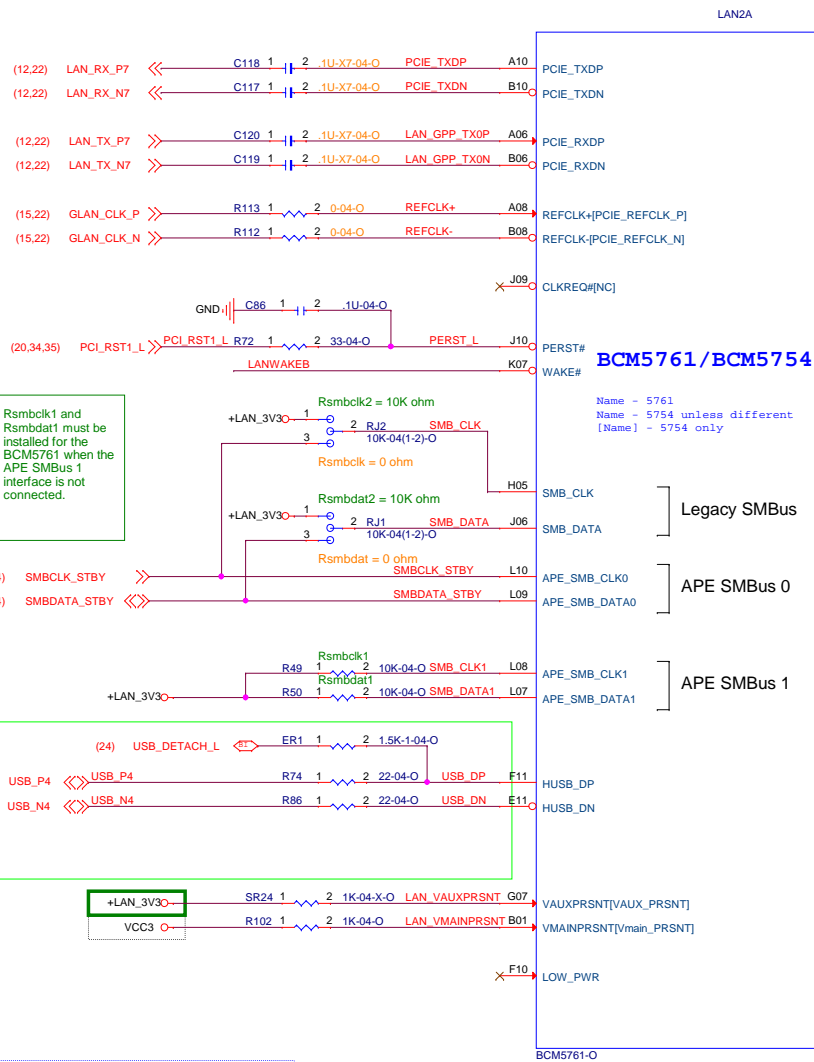 LAN2A
(12,22) LAN_RX_P7 C118 1 2 .1U-X7-04-O PCIE_TXDP A10 PCIE_TXDP
(12,22) LAN_RX_N7 C117 1 2 .1U-X7-04-O PCIE_TXDN B10 PCIE_TXDN
(12,22) LAN_TX_P7 C120 1 2 .1U-X7-04-O LAN_GPP_TX0P A06 PCIE_RXDP
(12,22) LAN_TX_N7 C119 1 2 .1U-X7-04-O LAN_GPP_TX0N B06 PCIE_RXDN
(15,22) GLAN_CLK_P R113 1 2 0-04-O REFCLK+ A08 REFCLK+[PCIE_REFCLK_P]
(15,22) GLAN_CLK_N R112 1 2 0-04-O REFCLK- B08 REFCLK-[PCIE_REFCLK_N]
J09 CLKREQ#[NC]
GND C86 1 2 .1U-04-O
(20,34,35) PCI_RST1_L PCI_RST1_L R72 1 2 33-04-O PERST_L J10 PERST#
LANWAKEB K07 WAKE#
BCM5761/BCM5754
Name - 5761
Name - 5754 unless different
[Name] - 5754 only
Rsmbclk1 and
Rsmbdat1 must be
installed for the
BCM5761 when the
APE SMBus 1
interface is not
connected.
Rsmbclk2 = 10K ohm
+LAN_3V3 1
2 RJ2 SMB_CLK
3 10K-04(1-2)-O
Rsmbclk = 0 ohm
H05 SMB_CLK
Rsmbdat2 = 10K ohm
+LAN_3V3 1
2 RJ1 SMB_DATA J06 SMB_DATA
3 10K-04(1-2)-O
Rsmbdat = 0 ohm
Legacy SMBus
SMBCLK_STBY SMBCLK_STBY L10 APE_SMB_CLK0
SMBDATA_STBY SMBDATA_STBY L09 APE_SMB_DATA0
APE SMBus 0
Rsmbclk1
R49 1 2 10K-04-O SMB_CLK1 L08 APE_SMB_CLK1
Rsmbdat1
+LAN_3V3 R50 1 2 10K-04-O SMB_DATA1 L07 APE_SMB_DATA1
APE SMBus 1
(24) USB_DETACH_L ER1 1 2 1.5K-1-04-O
USB_P4 USB_P4 R74 1 2 22-04-O USB_DP F11 HUSB_DP
USB_N4 USB_N4 R86 1 2 22-04-O USB_DN E11 HUSB_DN
+LAN_3V3 SR24 1 2 1K-04-X-O LAN_VAUXPRSNT G07 VAUXPRSNT[VAUX_PRSNT]
VCC3 R102 1 2 1K-04-O LAN_VMAINPRSNT B01 VMAINPRSNT[Vmain_PRSNT]
F10 LOW_PWR
BCM5761-O